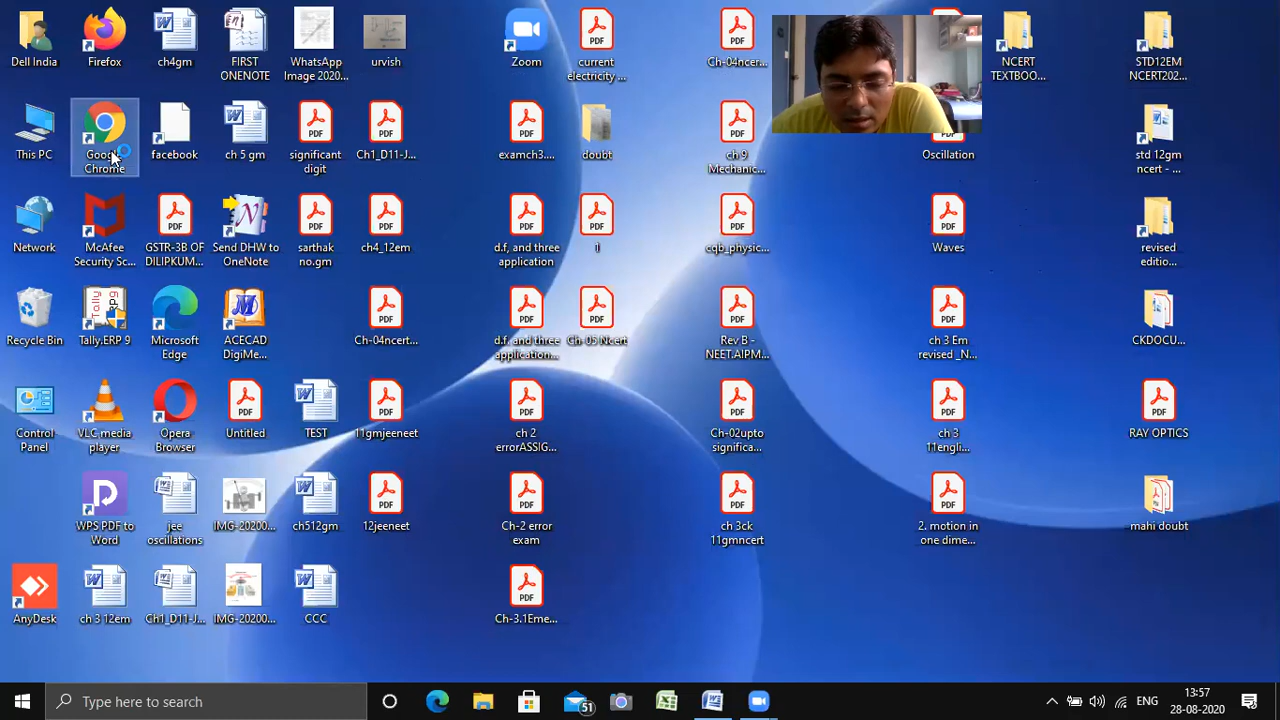 Dell India
Firefox
ch4gm
FIRST
ONENOTE
WhatsApp
Image 2020...
urvish
Zoom
current
electricity ...
Ch-04ncer...
NCERT
TEXTBOO...
STD12EM
NCERT202...
This PC
Google
Chrome
facebook
ch 5 gm
significant
digit
Ch1_D11-J...
examch3....
doubt
ch 9
Mechanic...
Oscillation
std 12gm
ncert - ...
Network
McAfee
Security Sc...
GSTR-3B OF
DILIPKUM...
Send DHW to
OneNote
sarthak
no.gm
ch4_12em
d.f, and three
application
1
cqb_physic...
Waves
revised
editio...
Recycle Bin
Tally.ERP 9
Microsoft
Edge
ACECAD
DigiMe...
Ch-04ncert...
d.f. and three
application...
Ch-05 Ncert
Rev B -
NEET.AIPM...
ch 3 Em
revised _N...
CKDOCU...
Control
Panel
VLC media
player
Opera
Browser
Untitled
TEST
11gmjeeneet
ch 2
errorASSIG...
Ch-02upto
significa...
ch 3
11engli...
RAY OPTICS
WPS PDF to
Word
jee
oscillations
IMG-20200...
ch512gm
12jeeneet
Ch-2 error
exam
ch 3ck
11gmncert
2. motion in
one dime...
mahi doubt
AnyDesk
ch 3 12em
Ch1_D11-J...
IMG-20200...
CCC
Ch-3.1Eme...
Type here to search
51
ENG
13:57
28-08-2020